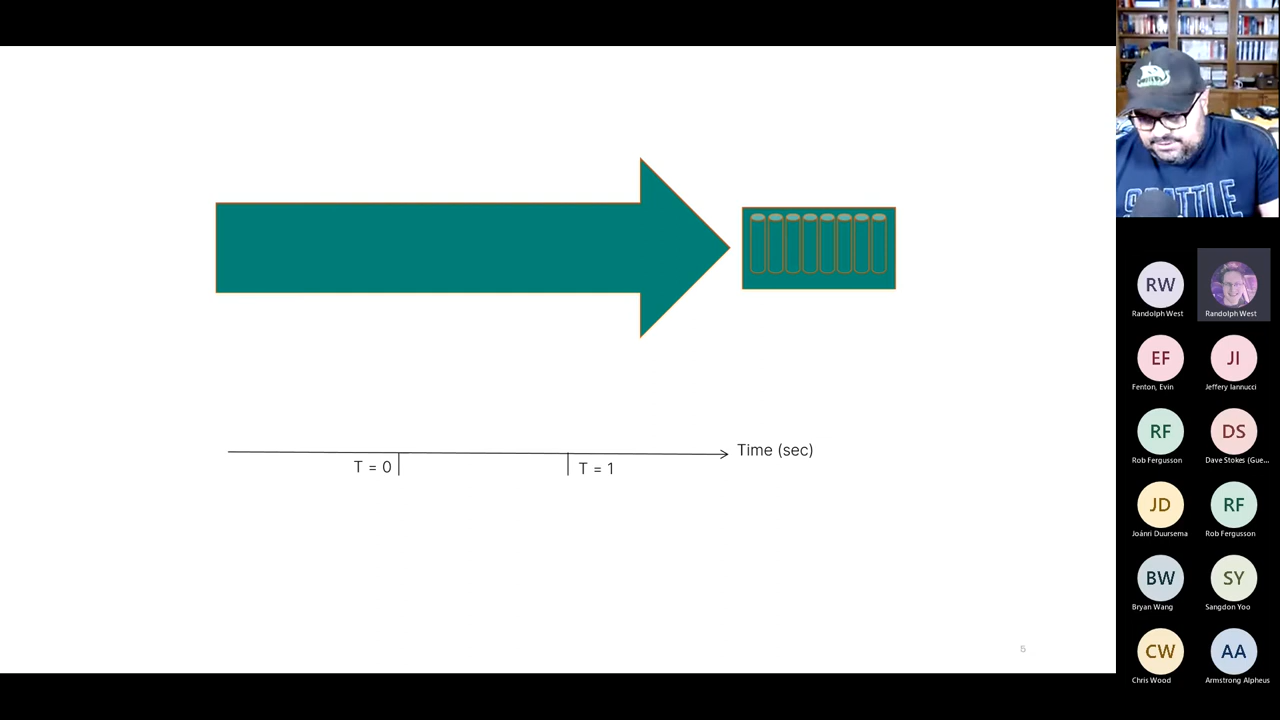 Time (sec)
T = 0
T = 1
5
SEATTLE
RW
Randolph West
Randolph West
EF
JI
Fenton, Evin
Jeffery Iannucci
RF
DS
Rob Fergusson
Dave Stokes (Gue...
JD
RF
Joánri Duursema
Rob Fergusson
BW
SY
Bryan Wang
Sangdon Yoo
CW
AA
Chris Wood
Armstrong Alpheus